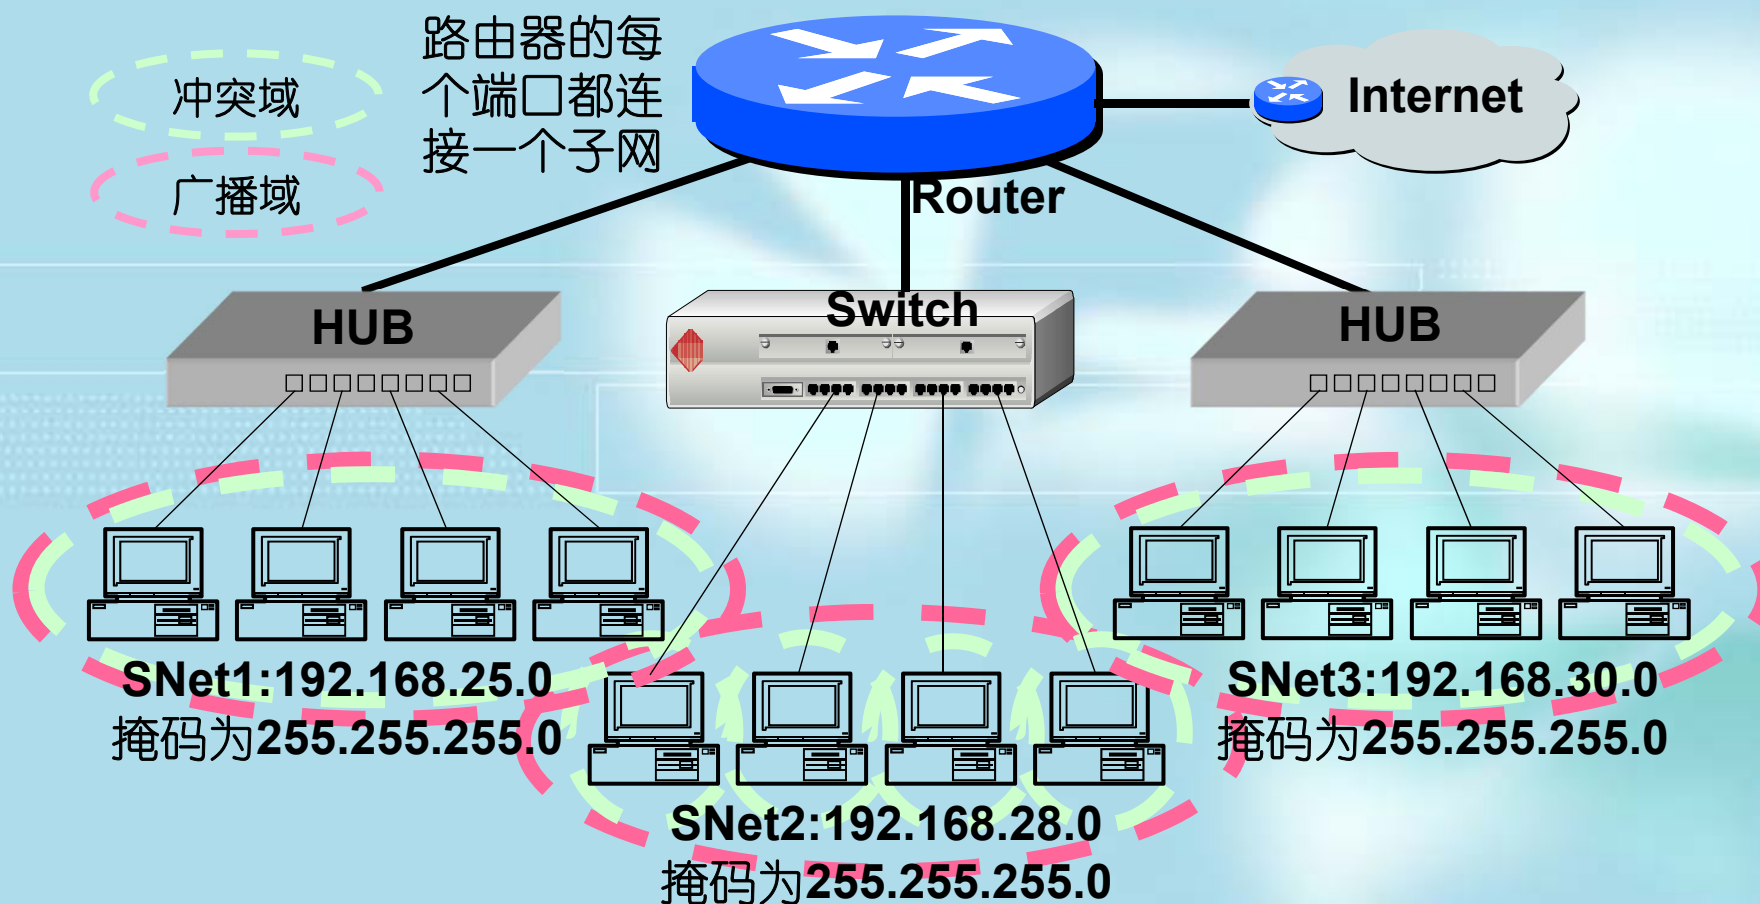 冲突域
广播域
路由器的每
个端口都连
接一个子网
Internet
Router
HUB
Switch
HUB
SNet1:192.168.25.0
掩码为255.255.255.0
SNet2:192.168.28.0
掩码为255.255.255.0
SNet3:192.168.30.0
掩码为255.255.255.0